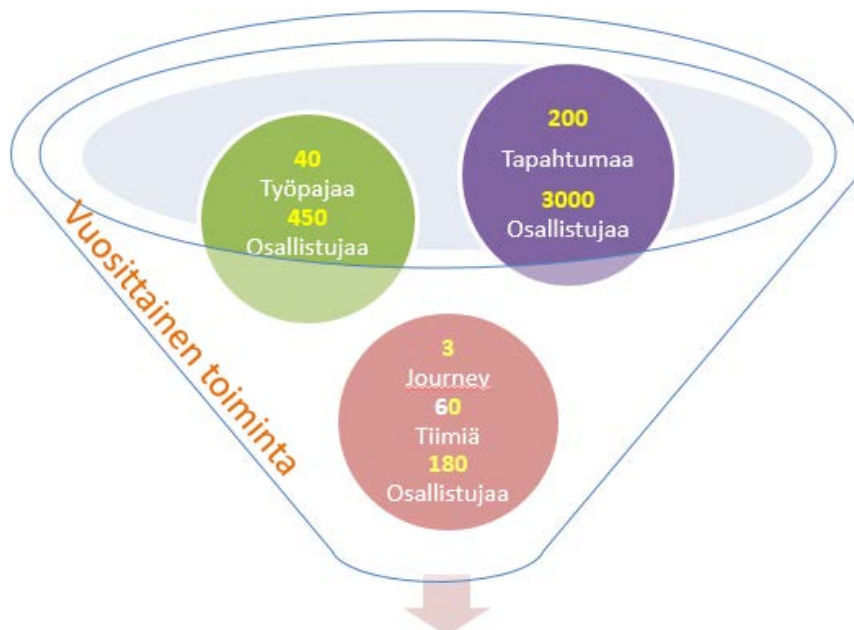 200
Tapahtumaa
3000
Osallistujaa
40
Työpajaa
450
Osallistujaa
Vuosittainen toiminta
3
Journey
60
Tiimiä
180
Osallistujaa